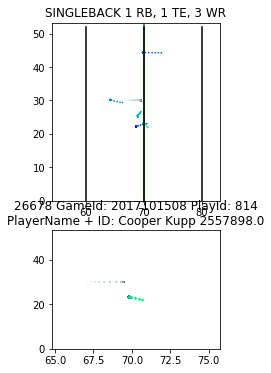 SINGLEBACK 1 RB, 1 TE, 3 WR
50
40
30
20
10
0
60 70 80
26678 GameId: 2017101508 PlayId: 814
PlayerName + ID: Cooper Kupp 2557898.0
40
20
0
65.0 67.5 70.0 72.5 75.0